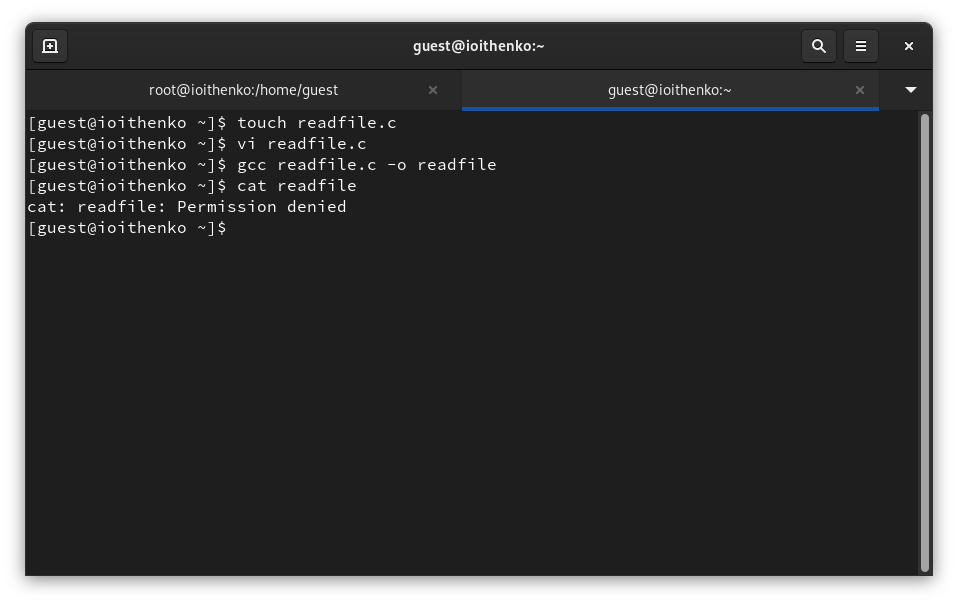 guest@ioithenko:~
root@ioithenko:/home/guest
guest@ioithenko:~
[guest@ioithenko ~]$ touch readfile.c
[guest@ioithenko ~]$ vi readfile.c
[guest@ioithenko ~]$ gcc readfile.c -o readfile
[guest@ioithenko ~]$ cat readfile
cat: readfile: Permission denied
[guest@ioithenko ~]$